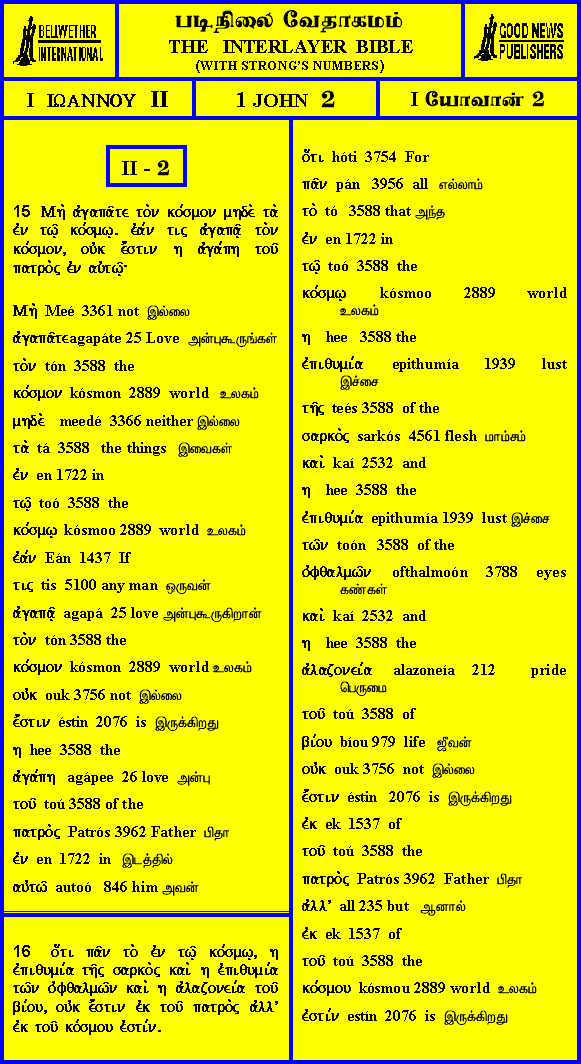 BELLWETHER
INTERNATIONAL
படிநிலை வேதாகமம்
THE INTERLAYER BIBLE
(WITH STRONG'S NUMBERS)
GOOD NEWS
PUBLISHERS
I ΙΩΑΝΝΟΥ II
1 JOHN 2
I யோவான் 2
II - 2
15 Μὴ ἀγαπᾶτε τὸν κόσμον μηδὲ τὰ
ἐν τῷ κόσμῳ. ἐάν τις ἀγαπᾷ τὸν
κόσμον, οὐκ ἔστιν η ἀγάπη τοῦ
πατρὸς ἐν αὐτῷ·
Μὴ Meé 3361 not இல்லை
ἀγαπᾶτεagapáte 25 Love அன்புகூருங்கள்
τὸν tón 3588 the
κόσμον kósmon 2889 world உலகம்
μηδὲ meedé 3366 neither இல்லை
τὰ tá 3588 the things இவைகள்
ἐν en 1722 in
τῷ toó 3588 the
κόσμῳ kósmoo 2889 world உலகம்
ἐάν Eán 1437 If
τις tis 5100 any man ஒருவன்
ἀγαπᾷ agapá 25 love அன்புகூருகிறான்
τὸν tón 3588 the
κόσμον kósmon 2889 world உலகம்
οὐκ ouk 3756 not இல்லை
ἔστιν éstin 2076 is இருக்கிறது
η hee 3588 the
ἀγάπη agápee 26 love அன்பு
τοῦ toú 3588 of the
πατρὸς Patrós 3962 Father பிதா
ἐν en 1722 in இடத்தில்
αὐτῶ autoó 846 him அவன்
16 ὅτι πᾶν τὸ ἐν τῷ κόσμῳ, η
ἐπιθυμία τῆς σαρκὸς καὶ η ἐπιθυμία
τῶν ὀφθαλμῶν καὶ η ἀλαζονεία τοῦ
βίου, οὐκ ἔστιν ἐκ τοῦ πατρὸς ἀλλ'
ἐκ τοῦ κόσμου ἐστίν.
ὅτι hóti 3754 For
πᾶν pán 3956 all எல்லாம்
τὸ tó 3588 that அந்த
ἐν en 1722 in
τῷ toó 3588 the
κόσμῳ kósmoo 2889 world
உலகம்
η hee 3588 the
ἐπιθυμία epithumía 1939 lust
இச்சை
τῆς teés 3588 of the
σαρκὸς sarkós 4561 flesh மாம்சம்
καὶ kaí 2532 and
η hee 3588 the
ἐπιθυμία epithumía 1939 lust இச்சை
τῶν toón 3588 of the
ὀφθαλμῶν ofthalmoón 3788 eyes
கண்கள்
καὶ kaí 2532 and
η hee 3588 the
ἀλαζονεία alazoneía 212 pride
பெருமை
τοῦ toú 3588 of
βίου bíou 979 life ஜீவன்
οὐκ ouk 3756 not இல்லை
ἔστιν éstin 2076 is இருக்கிறது
ἐκ ek 1537 of
τοῦ toú 3588 the
πατρὸς Patrós 3962 Father பிதா
ἀλλ' all 235 but ஆனால்
ἐκ ek 1537 of
τοῦ toú 3588 the
κόσμου kósmou 2889 world உலகம்
ἐστίν estín 2076 is இருக்கிறது